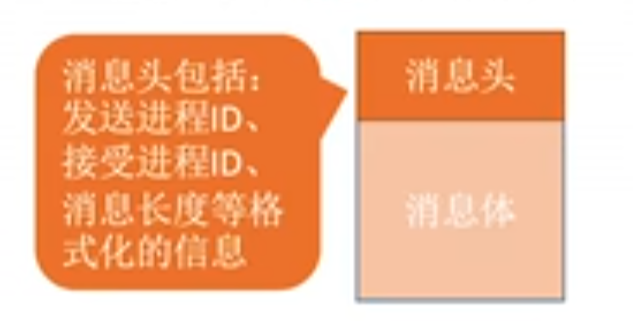 消息头包括：
发送进程ID、
接受进程ID、
消息长度等格
式化的信息
消息头
消息体